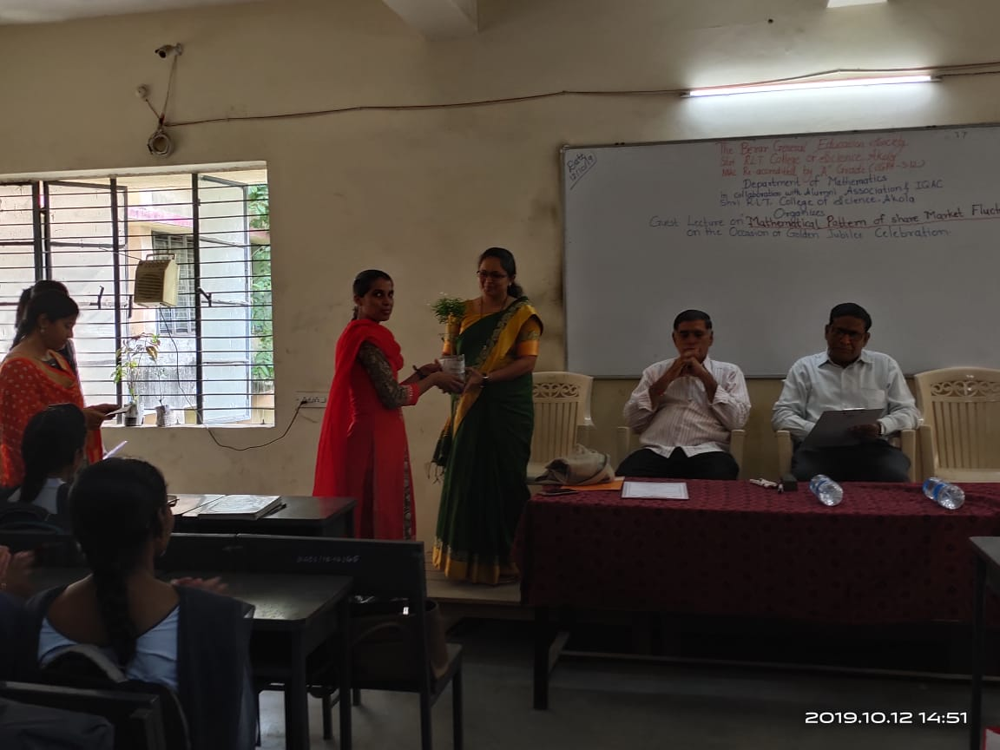 Date
12/10/19
The Berar General Education Society
Shri R.L.T College of Science Akola
NAAC Re-accredited by 'A' Grade (CGPA-3.12)
Department of Mathematics
in collaboration with Alumni Association & IQAC
Shri R.L.T. College of Science Akola
Organizes
Guest Lecture on "Mathematical Pattern of share Market Fluct
on the Occasion of Golden Jubilee Celebration.
2019.10.12 14:51